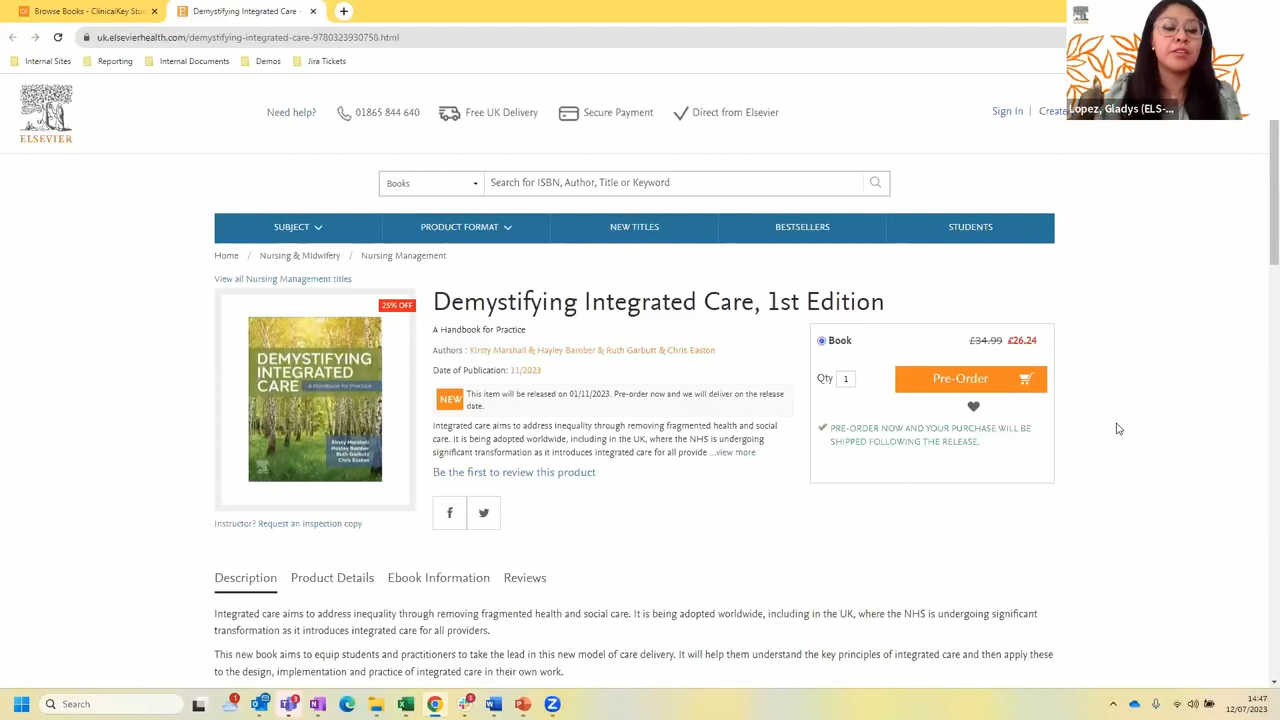 Browse Books - ClinicalKey Stud
Demystifying Integrated Care -
uk.elsevierhealth.com/demystifying-integrated-care-9780323930758.html
Internal Sites
Reporting
Internal Documents
Demos
Jira Tickets
Lopez, Gladys (ELS-...
ELSEVIER
Need help?
01865 844 640
Free UK Delivery
Secure Payment
Direct from Elsevier
Sign In
Create
Books
Search for ISBN, Author, Title or Keyword
SUBJECT
PRODUCT FORMAT
NEW TITLES
BESTSELLERS
STUDENTS
Home / Nursing & Midwifery / Nursing Management
View all Nursing Management titles
25% OFF
DEMYSTIFYING
INTEGRATED
CARE
A Handbook for Practice
Kirsty Marshall
Hayley Bamber
Ruth Garbutt
Chris Easton
Instructor? Request an inspection copy
Demystifying Integrated Care, 1st Edition
A Handbook for Practice
Authors : Kirsty Marshall & Hayley Bamber & Ruth Garbutt & Chris Easton
Date of Publication: 11/2023
NEW
This item will be released on 01/11/2023. Pre-order now and we will deliver on the release
date.
Integrated care aims to address inequality through removing fragmented health and social
care. It is being adopted worldwide, including in the UK, where the NHS is undergoing
significant transformation as it introduces integrated care for all provide ...view more
Be the first to review this product
Book
£34.99 £26.24
Qty 1
Pre-Order
PRE-ORDER NOW AND YOUR PURCHASE WILL BE
SHIPPED FOLLOWING THE RELEASE.
Description
Product Details
Ebook Information
Reviews
Integrated care aims to address inequality through removing fragmented health and social care. It is being adopted worldwide, including in the UK, where the NHS is undergoing significant
transformation as it introduces integrated care for all providers.
This new book aims to equip students and practitioners to take the lead in this new model of care delivery. It will help them understand the key principles of integrated care and then apply these
to the design, implementation and practice of integrated care in their own work.
Search
14:47
12/07/2023